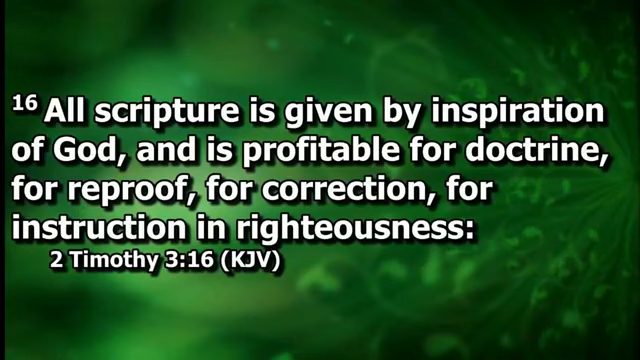 16 All scripture is given by inspiration
of God, and is profitable for doctrine,
for reproof, for correction, for
instruction in righteousness:
2 Timothy 3:16 (KJV)